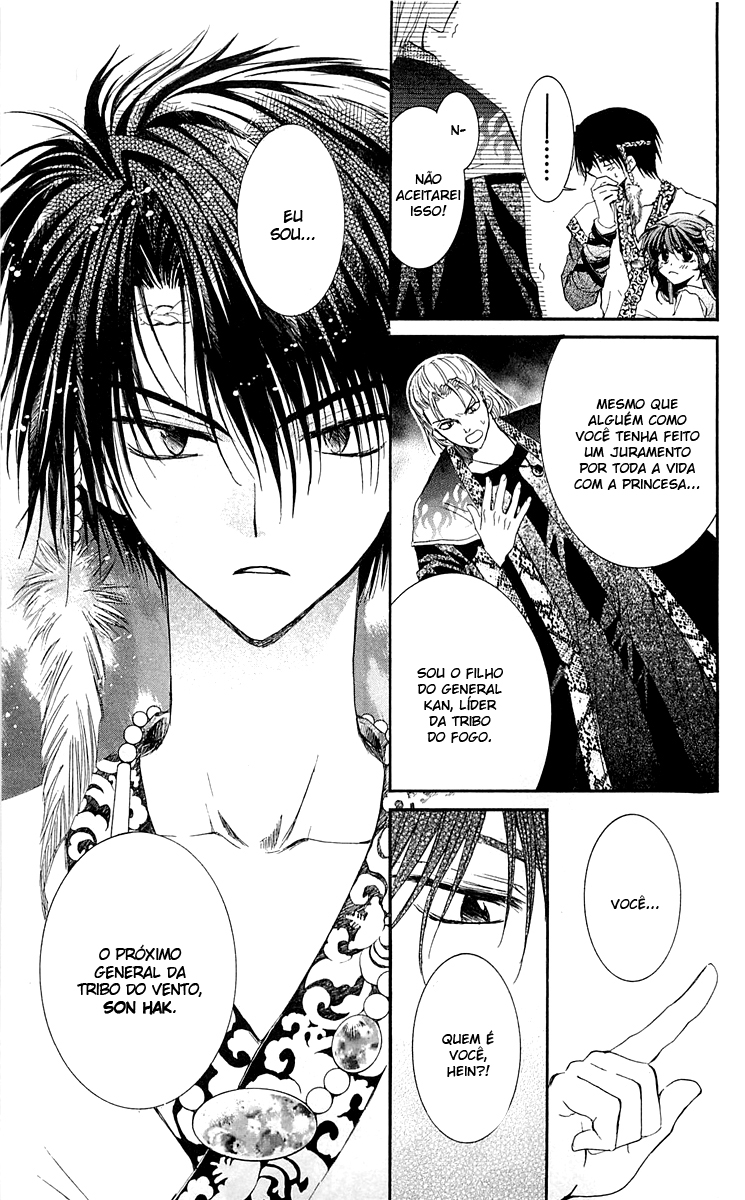 ......
N-
NÃO
ACEITAREI
ISSO!
MESMO QUE
ALGUÉM COMO
VOCÊ TENHA FEITO
UM JURAMENTO
POR TODA A VIDA
COM A PRINCESA...
SOU O FILHO
DO GENERAL
KAN, LÍDER
DA TRIBO
DO FOGO.
VOCÊ...
QUEM É
VOCÊ,
HEIN?!
EU
SOU...
O PRÓXIMO
GENERAL DA
TRIBO DO VENTO,
SON HAK.